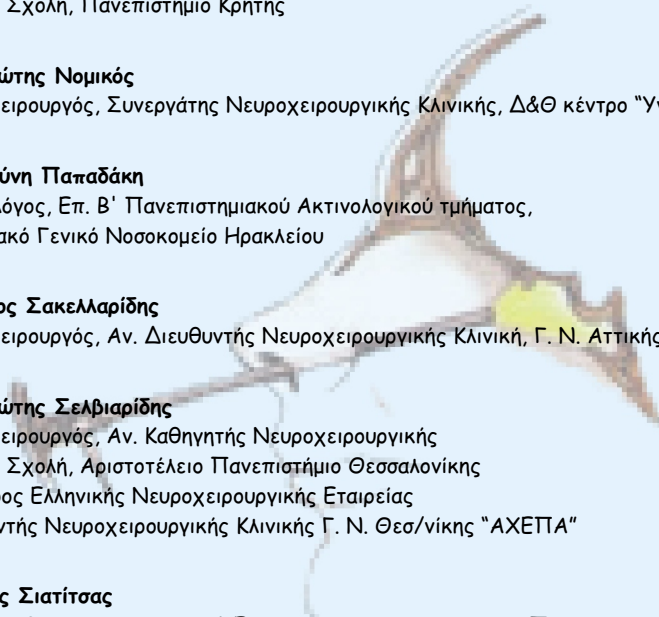 Σχολή, Πανεπιστήμιο Κρήτης
ώτης Νομικός
ειρουργός, Συνεργάτης Νευροχειρουργικής Κλινικής, Δ&Θ κέντρο "Υγ
ύνη Παπαδάκη
λόγος, Επ. Β' Πανεπιστημιακού Ακτινολογικού τμήματος,
ακό Γενικό Νοσοκομείο Ηρακλείου
ος Σακελλαρίδης
ειρουργός, Αν. Διευθυντής Νευροχειρουργικής Κλινική, Γ. Ν. Αττικής
ώτης Σελβιαρίδης
ειρουργός, Αν. Καθηγητής Νευροχειρουργικής
Σχολή, Αριστοτέλειο Πανεπιστήμιο Θεσσαλονίκης
ος Ελληνικής Νευροχειρουργικής Εταιρείας
ντής Νευροχειρουργικής Κλινικής Γ. Ν. Θεσ/νίκης "ΑΧΕΠΑ"
ς Σιατίτσας